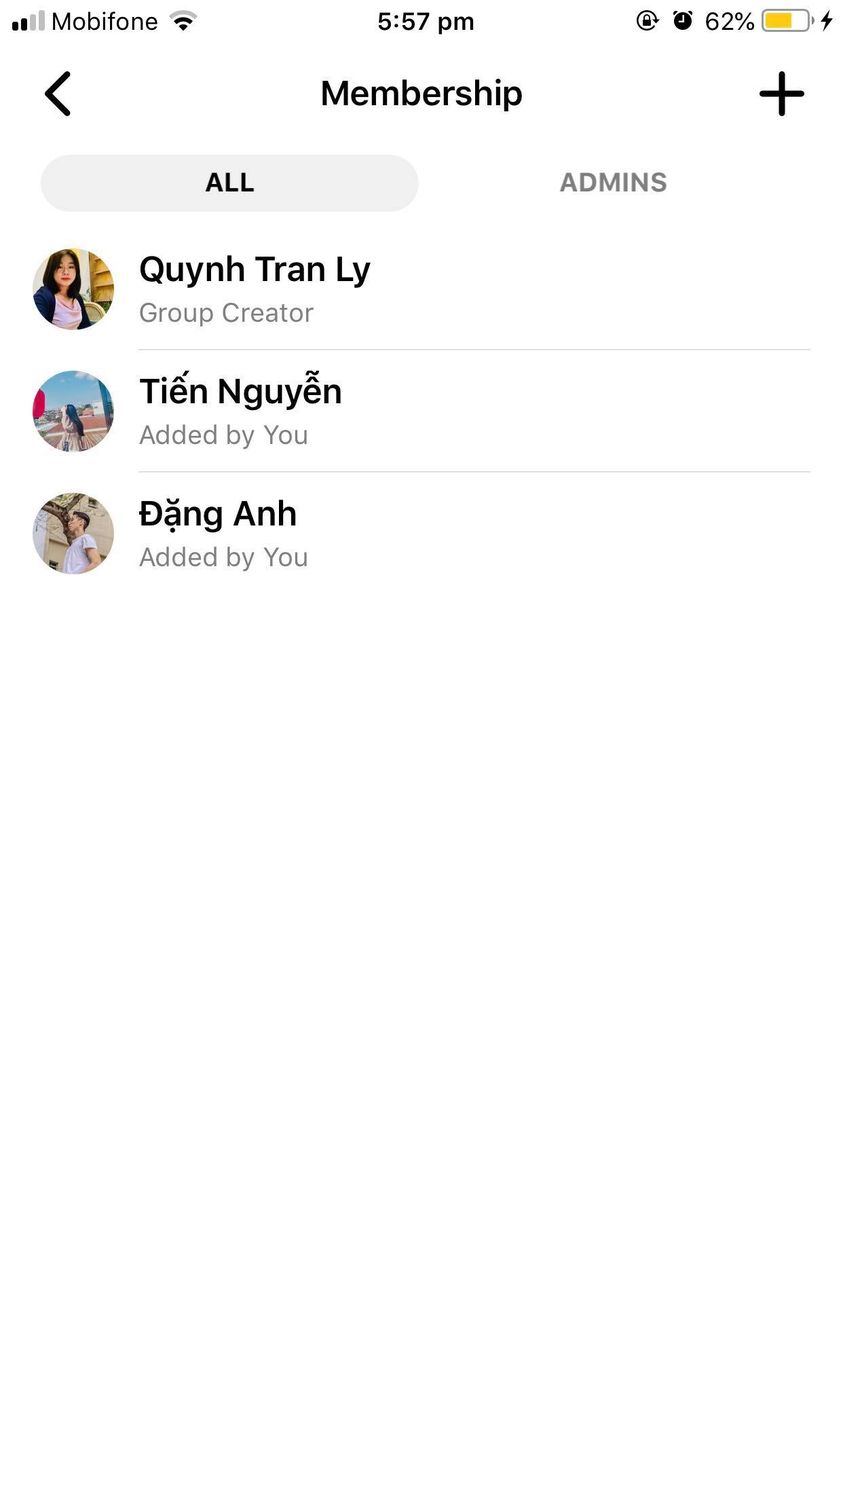 Mobifone 5:57 pm 62%
Membership
ALL ADMINS
Quynh Tran Ly
Group Creator
Tiến Nguyễn
Added by You
Đặng Anh
Added by You